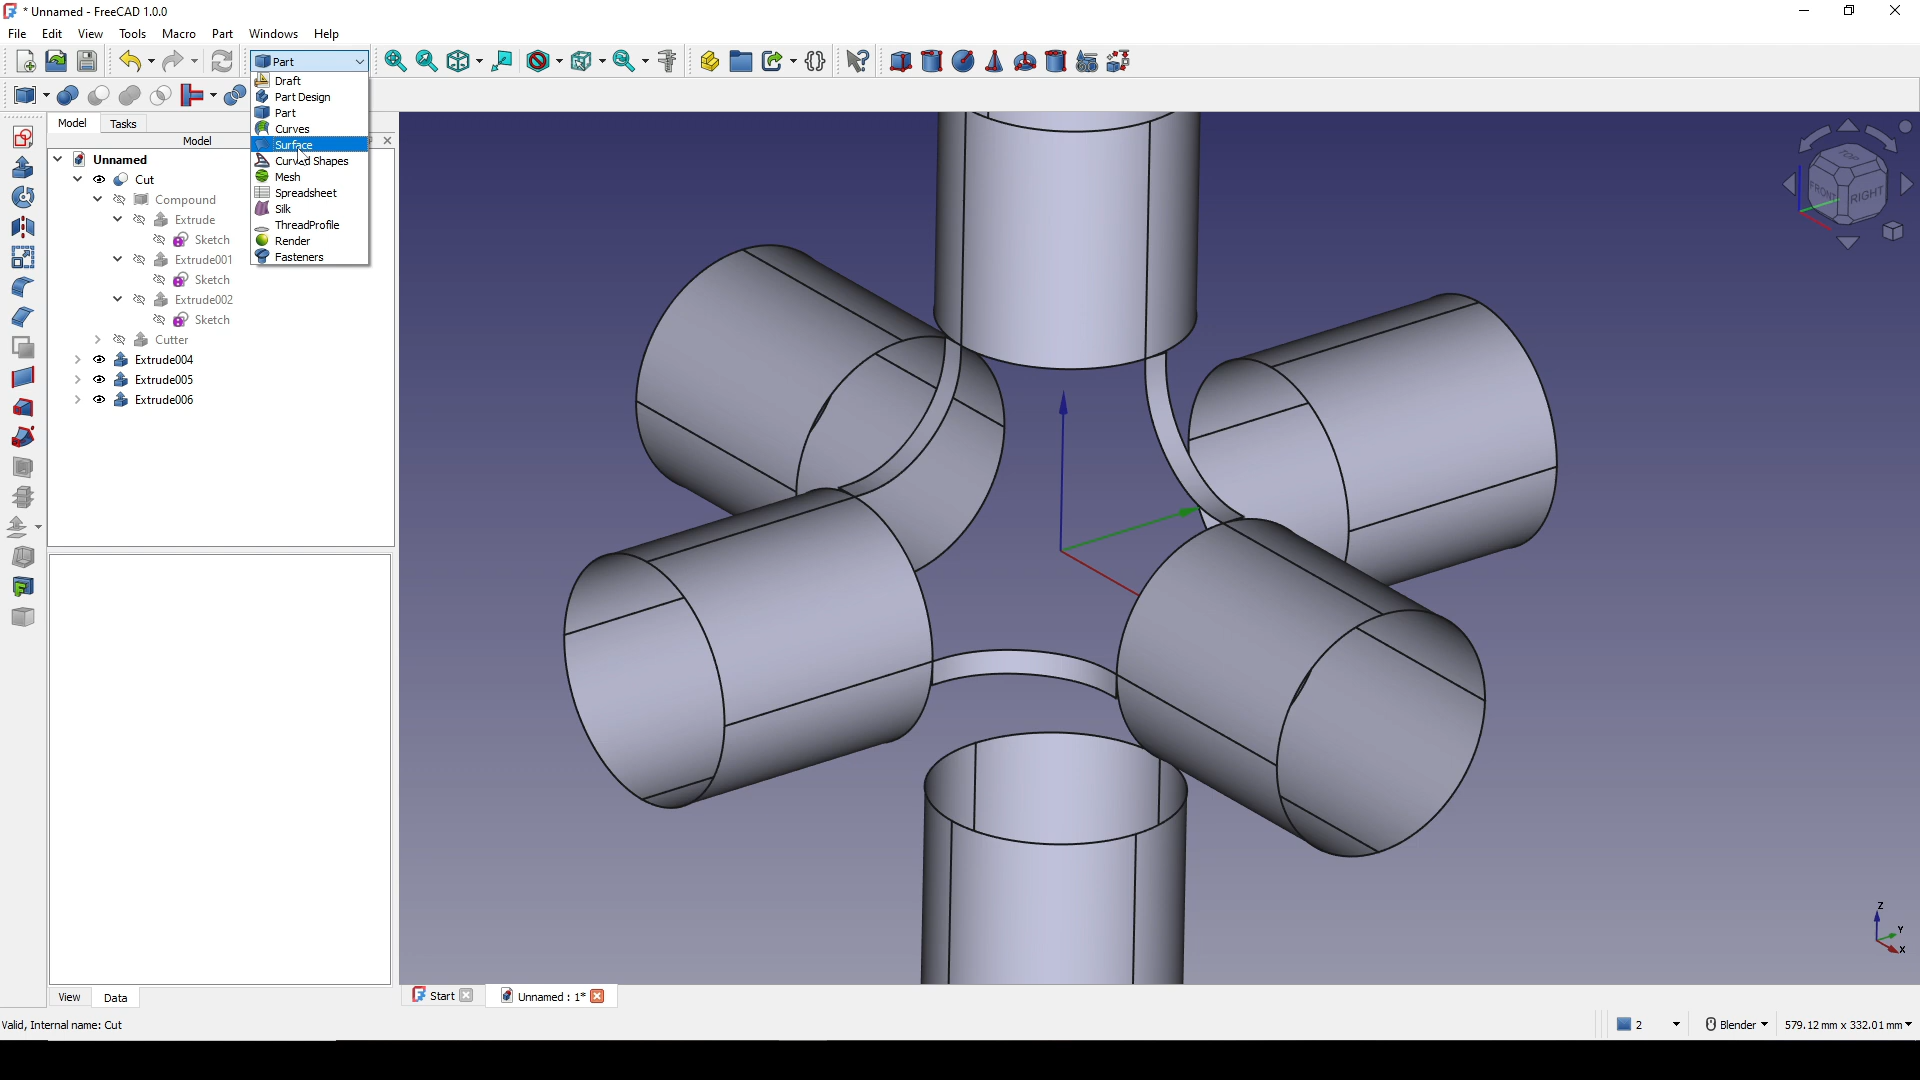 * Unnamed - FreeCAD 1.0.0
File Edit View Tools Macro Part Windows Help
Part
Draft
Part Design
Part
Curves
Surface
Curved Shapes
Mesh
Spreadsheet
Silk
ThreadProfile
Render
Fasteners
Model Tasks
Model
Unnamed
Cut
Compound
Extrude
Sketch
Extrude001
Sketch
Extrude002
Sketch
Cutter
Extrude004
Extrude005
Extrude006
TOP
FRONT RIGHT
Z
Y
X
View Data
Start Unnamed : 1*
Valid, Internal name: Cut
2 Blender 579.12 mm x 332.01 mm